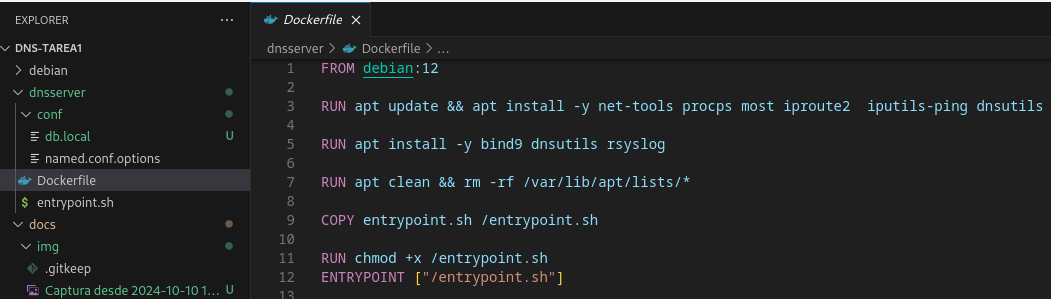 EXPLORER
...
DNS-TAREA1
debian
dnsserver
conf
db.local U
named.conf.options
Dockerfile
entrypoint.sh
docs
img
.gitkeep
Captura desde 2024-10-10 1... U
Dockerfile
dnsserver > Dockerfile > ...
1 FROM debian:12
2
3 RUN apt update && apt install -y net-tools procps most iproute2  iputils-ping dnsutils
4
5 RUN apt install -y bind9 dnsutils rsyslog
6
7 RUN apt clean && rm -rf /var/lib/apt/lists/*
8
9 COPY entrypoint.sh /entrypoint.sh
10
11 RUN chmod +x /entrypoint.sh
12 ENTRYPOINT ["/entrypoint.sh"]
13